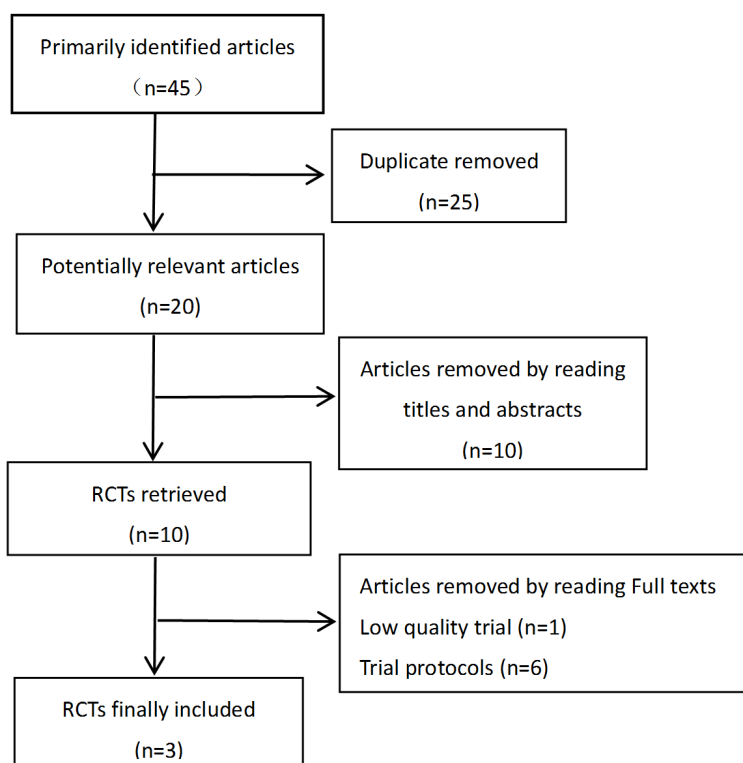 Primarily identified articles
（n=45）
Duplicate removed
(n=25)
Potentially relevant articles
(n=20)
Articles removed by reading
titles and abstracts
(n=10)
RCTs retrieved
(n=10)
Articles removed by reading Full texts
Low quality trial (n=1)
Trial protocols (n=6)
RCTs finally included
(n=3)